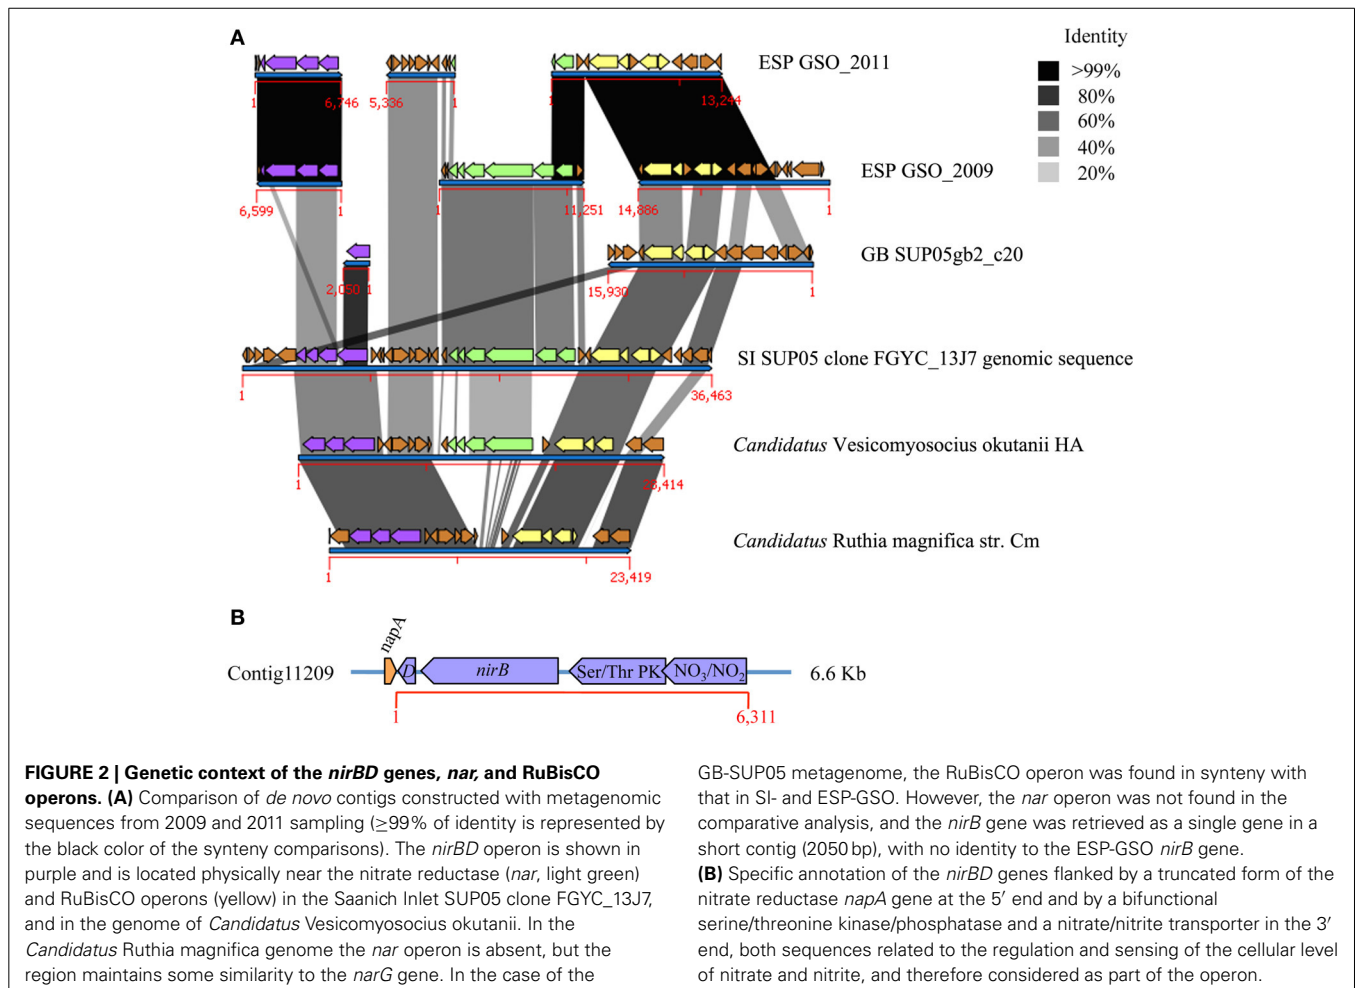 A
Identity
ESP GSO_2011
>99%
80%
60%
40%
20%
1
6,746
5,336
1
1
13,244
ESP GSO_2009
6,599
1
1
11,251
14,886
1
GB SUP05gb2_c20
2,050
1
15,930
1
SI SUP05 clone FGYC_13J7 genomic sequence
1
36,463
Candidatus Vesicomyosocius okutanii HA
1
23,414
Candidatus Ruthia magnifica str. Cm
1
23,419
B
napA
Contig11209
D
nirB
Ser/Thr PK
NO3/NO2
6.6 Kb
1
6,311
FIGURE 2 | Genetic context of the nirBD genes, nar, and RuBisCO
operons. (A) Comparison of de novo contigs constructed with metagenomic
sequences from 2009 and 2011 sampling (≥99% of identity is represented by
the black color of the synteny comparisons). The nirBD operon is shown in
purple and is located physically near the nitrate reductase (nar, light green)
and RuBisCO operons (yellow) in the Saanich Inlet SUP05 clone FGYC_13J7,
and in the genome of Candidatus Vesicomyosocius okutanii. In the
Candidatus Ruthia magnifica genome the nar operon is absent, but the
region maintains some similarity to the narG gene. In the case of the
GB-SUP05 metagenome, the RuBisCO operon was found in synteny with
that in SI- and ESP-GSO. However, the nar operon was not found in the
comparative analysis, and the nirB gene was retrieved as a single gene in a
short contig (2050 bp), with no identity to the ESP-GSO nirB gene.
(B) Specific annotation of the nirBD genes flanked by a truncated form of the
nitrate reductase napA gene at the 5′ end and by a bifunctional
serine/threonine kinase/phosphatase and a nitrate/nitrite transporter in the 3′
end, both sequences related to the regulation and sensing of the cellular level
of nitrate and nitrite, and therefore considered as part of the operon.